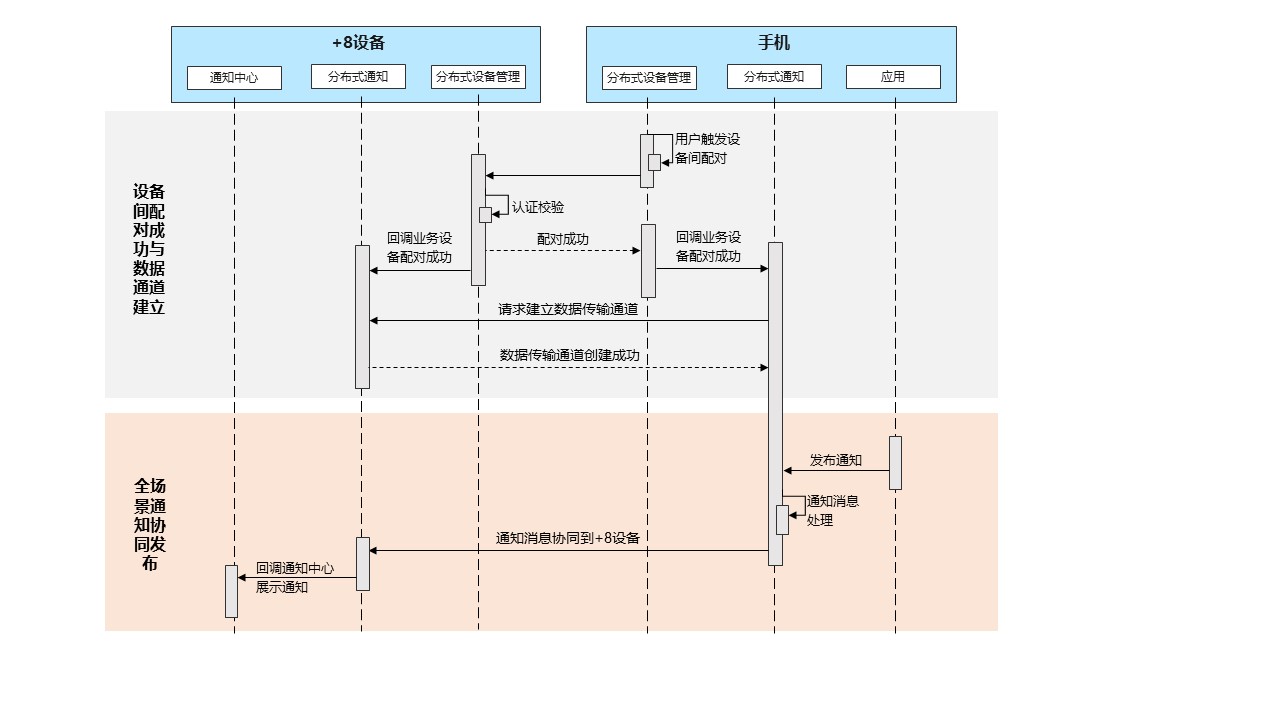 +8设备
手机
通知中心
分布式通知
分布式设备管理
分布式设备管理
分布式通知
应用
设备
间配
对成
功与
数据
通道
建立
用户触发设
备间配对
认证校验
配对成功
回调业务设
备配对成功
回调业务设
备配对成功
请求建立数据传输通道
数据传输通道创建成功
全场
景通
知协
同发
布
发布通知
通知消息
处理
通知消息协同到+8设备
回调通知中心
展示通知